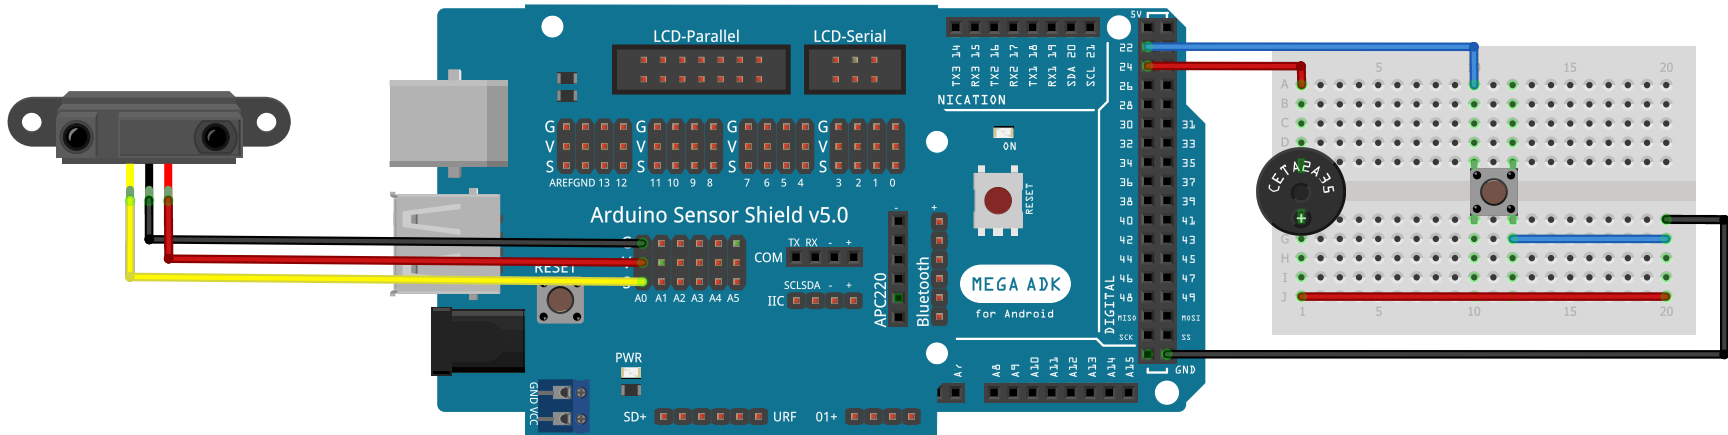 LCD-Parallel
LCD-Serial
TX3 14
RX3 15
TX2 16
RX2 17
TX1 18
RX1 19
SDA 20
SCL 21
NICATION
5V
22
24
26
28
30 31
32 33
34 35
36 37
38 39
40 41
42 43
44 45
46 47
48 49
MISO MOSI
SCK SS
GND
DIGITAL
G
V
S
AREFGND 13 12
11 10 9 8
7 6 5 4
3 2 1 0
ON
RESET
Arduino Sensor Shield v5.0
- +
TX RX - +
COM
SCLSDA - +
IIC
APC220
Bluetooth
MEGA ADK
for Android
RESET
A0 A1 A2 A3 A4 A5
PWR
GND VCC
SD+
URF
01+
A7
A8
A9
A10
A11
A12
A13
A14
A15
5 15 20
A
B
C
D
G
H
I
J
1 5 10 15 20
+